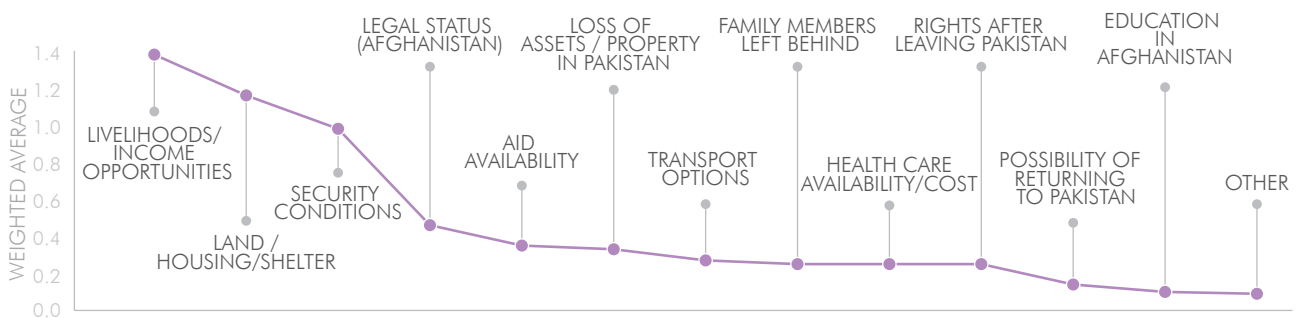 WEIGHTED AVERAGE
1.4
1.2
1.0
0.8
0.6
0.4
0.2
0.0
LIVELIHOODS/
INCOME
OPPORTUNITIES
LAND /
HOUSING/SHELTER
SECURITY
CONDITIONS
LEGAL STATUS
(AFGHANISTAN)
AID
AVAILABILITY
LOSS OF
ASSETS / PROPERTY
IN PAKISTAN
TRANSPORT
OPTIONS
FAMILY MEMBERS
LEFT BEHIND
HEALTH CARE
AVAILABILITY/COST
RIGHTS AFTER
LEAVING PAKISTAN
POSSIBILITY OF
RETURNING
TO PAKISTAN
EDUCATION
IN
AFGHANISTAN
OTHER